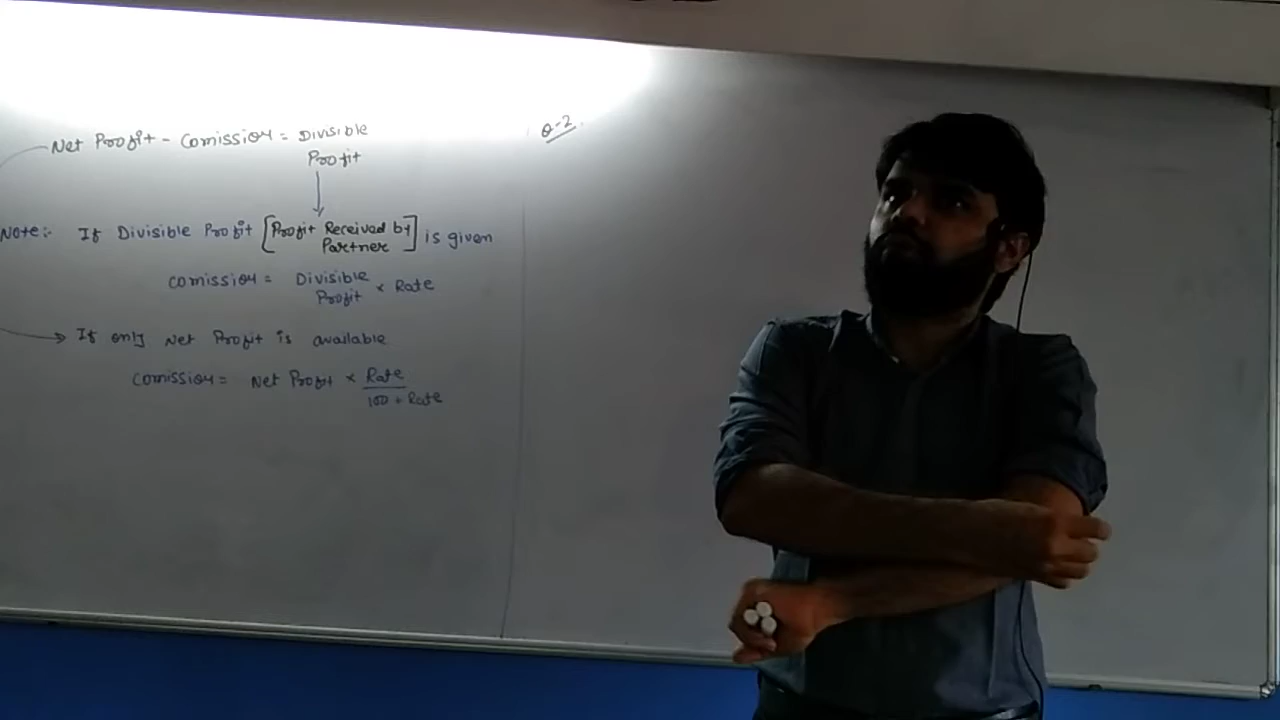 Net Profit - Comission = Divisible
Profit
Note:- If Divisible Profit [Profit Received by
Partner] is given
Comission = Divisible
Profit × Rate
→ If only Net Profit is available
Comission = Net Profit × Rate
100 + Rate
Q-2